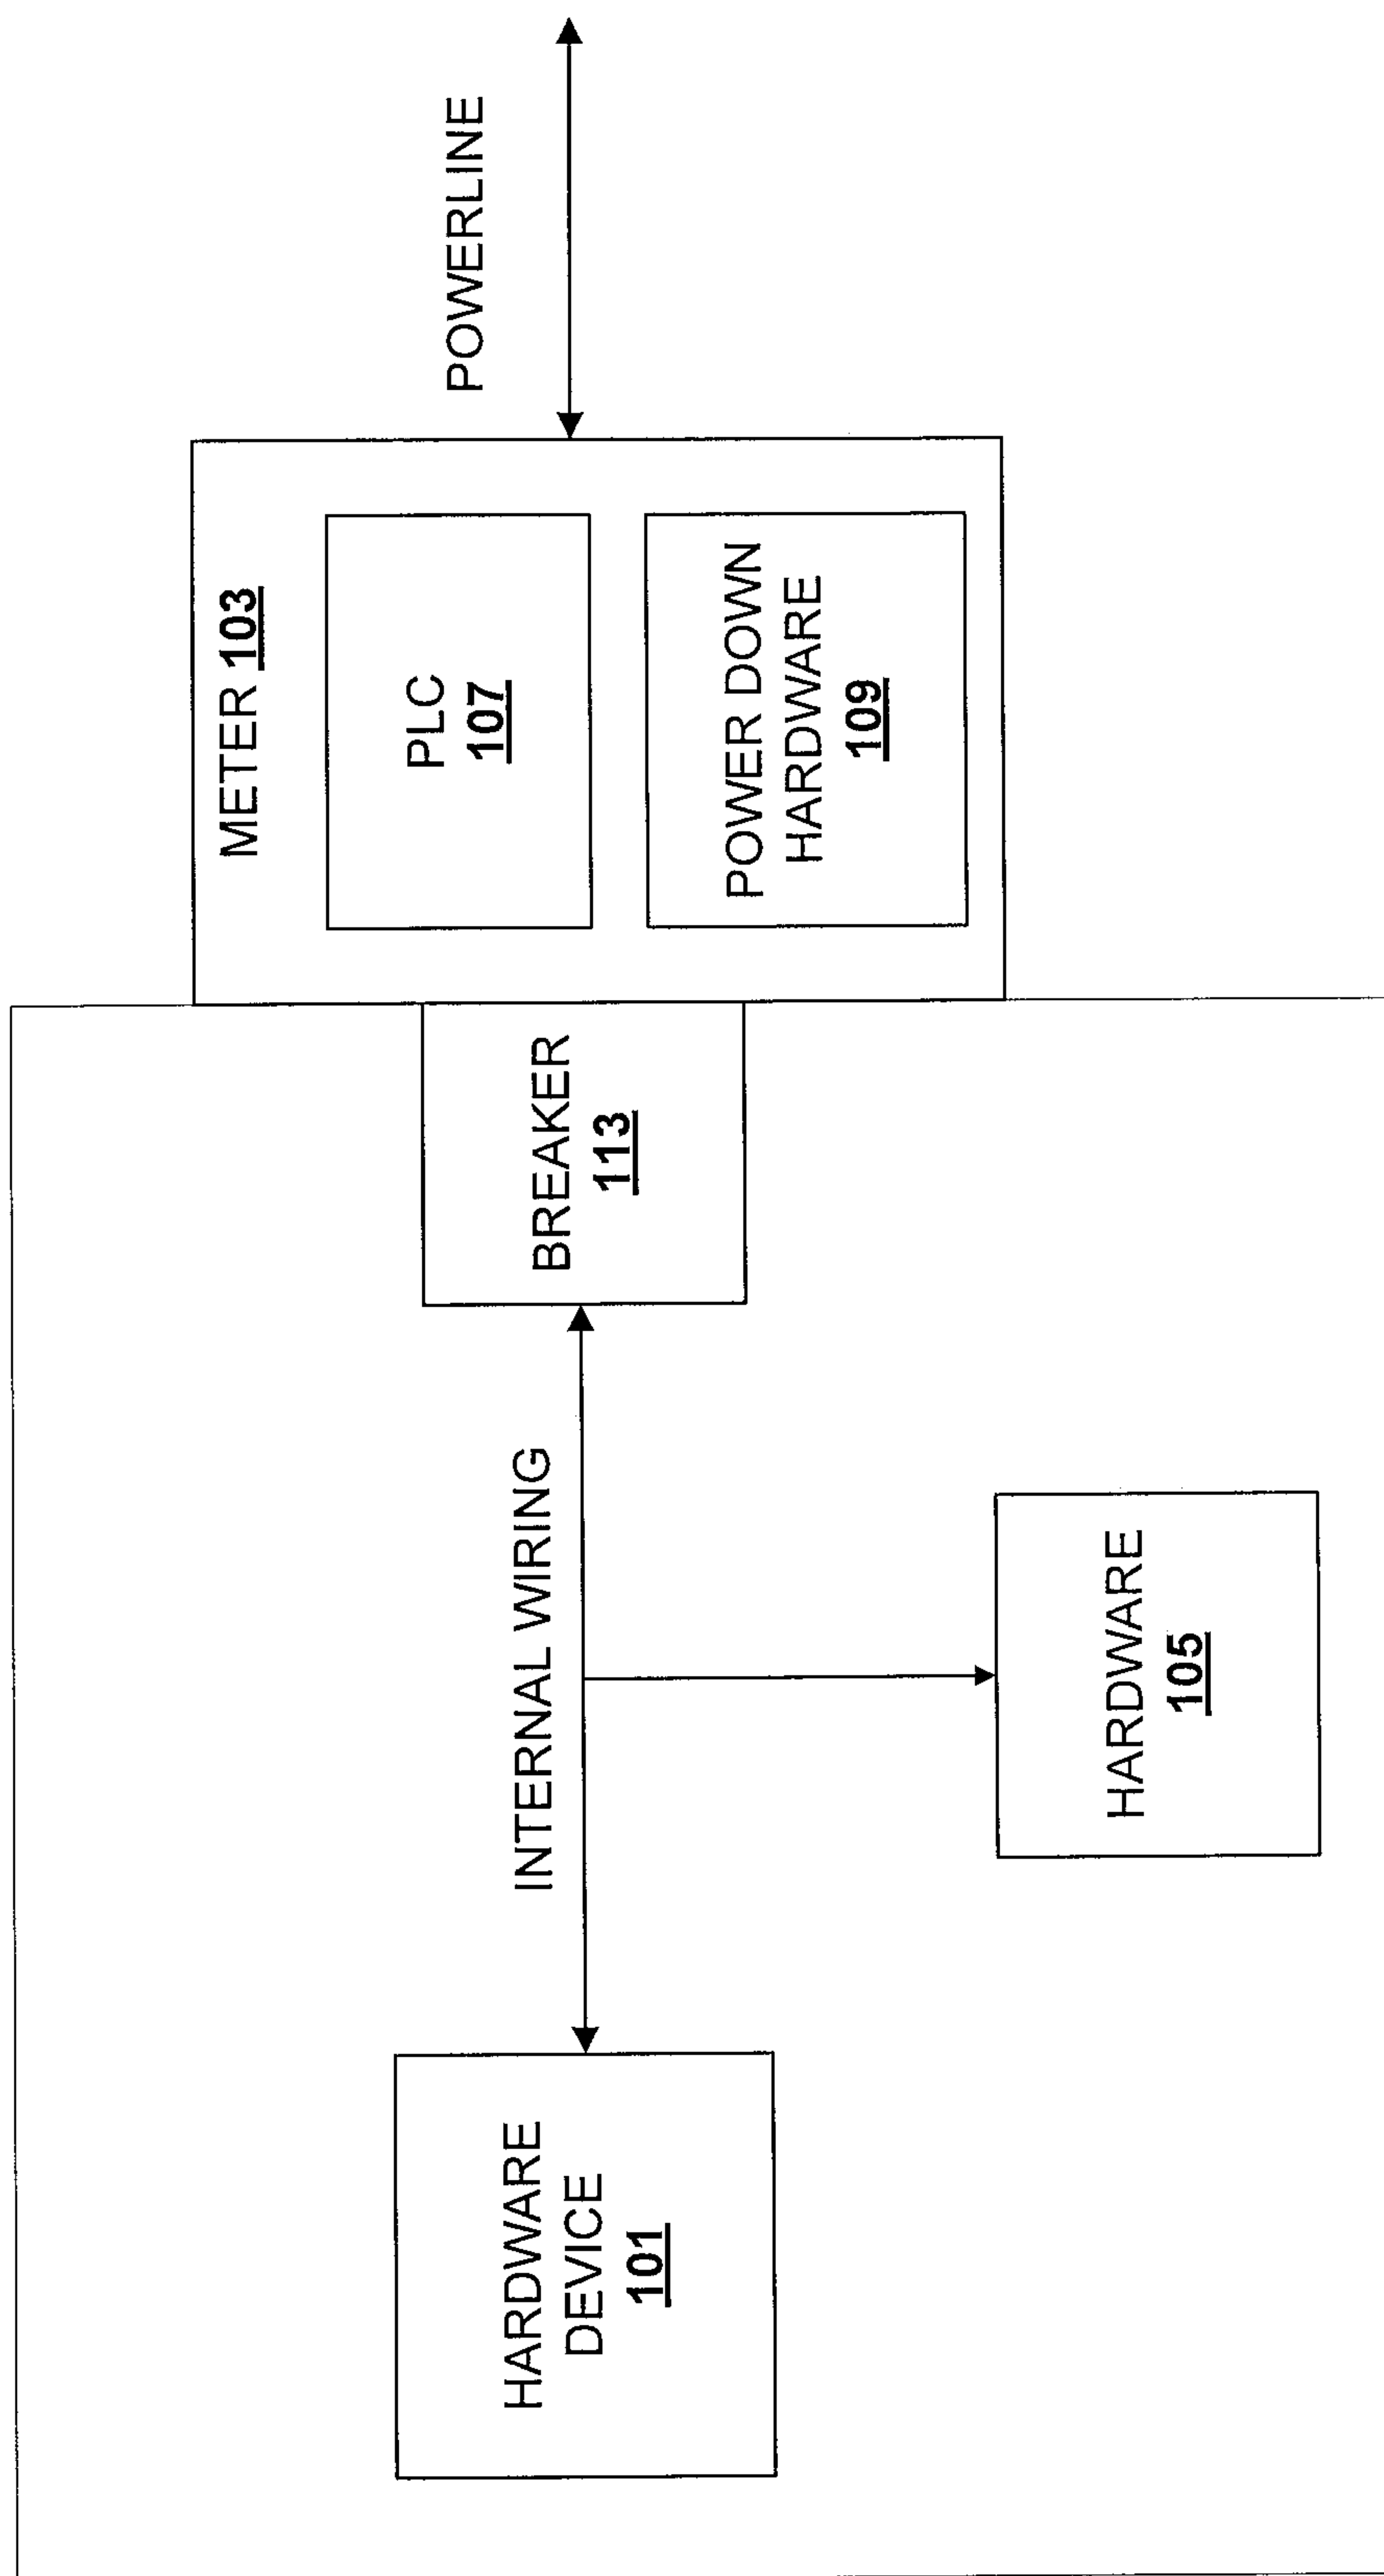 POWERLINE
METER 103
PLC
107
POWER DOWN
HARDWARE
109
BREAKER
113
INTERNAL WIRING
HARDWARE
105
HARDWARE
DEVICE
101